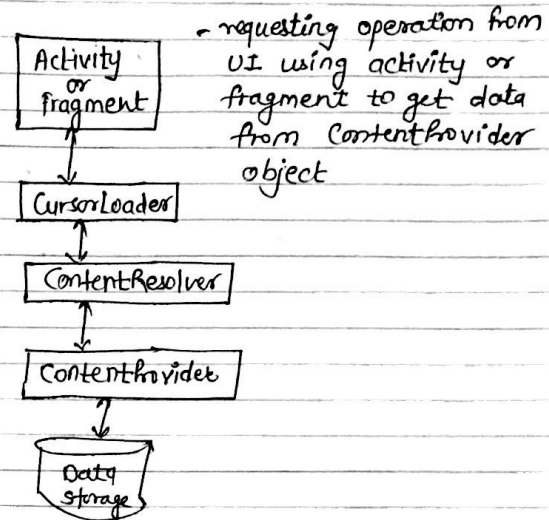 - requesting operation from
UI using activity or
fragment to get data
from ContentProvider
object
Activity
or
fragment
CursorLoader
ContentResolver
ContentProvider
Data
storage